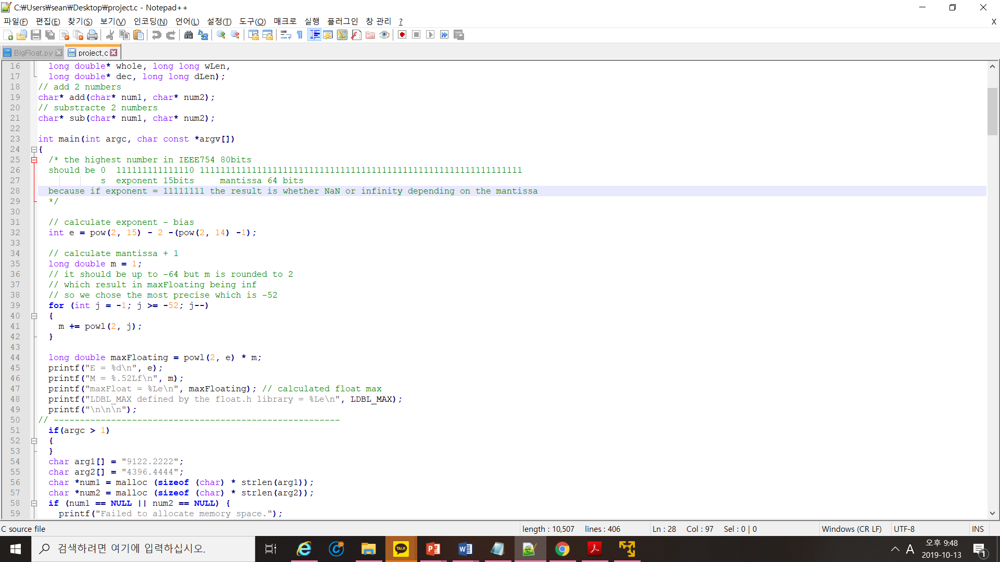 C:₩Users₩sean₩Desktop₩project.c - Notepad++
파일(F) 편집(E) 찾기(S) 보기(V) 인코딩(N) 언어(L) 설정(T) 도구(O) 매크로 실행 플러그인 창 관리 ? X
BigFloat.py project.c
16 long double* whole, long long wLen,
17 long double* dec, long long dLen);
18 // add 2 numbers
19 char* add(char* num1, char* num2);
20 // substracte 2 numbers
21 char* sub(char* num1, char* num2);
22
23 int main(int argc, char const *argv[])
24 {
25 /* the highest number in IEEE754 80bits
26 should be 0 111111111111110 11111111111111111111111111111111111111111111111111111111111111
27 s exponent 15bits mantissa 64 bits
28 because if exponent = 11111111 the result is whether NaN or infinity depending on the mantissa
29 */
30
31 // calculate exponent - bias
32 int e = pow(2, 15) - 2 -(pow(2, 14) -1);
33
34 // calculate mantissa + 1
35 long double m = 1;
36 // it should be up to -64 but m is rounded to 2
37 // which result in maxFloating being inf
38 // so we chose the most precise which is -52
39 for (int j = -1; j >= -52; j--)
40 {
41 m += powl(2, j);
42 }
43
44 long double maxFloating = powl(2, e) * m;
45 printf("E = %d\n", e);
46 printf("M = %.52Lf\n", m);
47 printf("maxFloat = %Le\n", maxFloating); // calculated float max
48 printf("LDBL_MAX defined by the float.h library = %Le\n", LDBL_MAX);
49 printf("\n\n\n");
50 // -------------------------------------------------------
51 if(argc > 1)
52 {
53 }
54 char arg1[] = "9122.2222";
55 char arg2[] = "4396.4444";
56 char *num1 = malloc (sizeof (char) * strlen(arg1));
57 char *num2 = malloc (sizeof (char) * strlen(arg2));
58 if (num1 == NULL || num2 == NULL) {
59 printf("Failed to allocate memory space.");
C source file length : 10,507 lines : 406 Ln : 28 Col : 97 Sel : 0 | 0 Windows (CR LF) UTF-8 INS
검색하려면 여기에 입력하십시오. TALK A 오후 9:48
2019-10-13 1